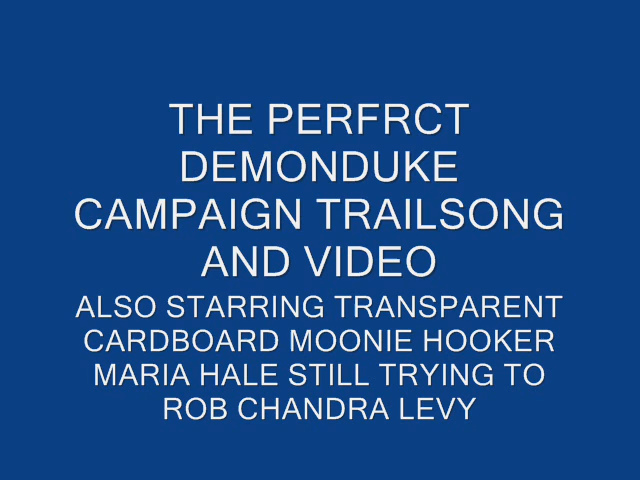 THE PERFRCT
DEMONDUKE
CAMPAIGN TRAILSONG
AND VIDEO
ALSO STARRING TRANSPARENT
CARDBOARD MOONIE HOOKER
MARIA HALE STILL TRYING TO
ROB CHANDRA LEVY